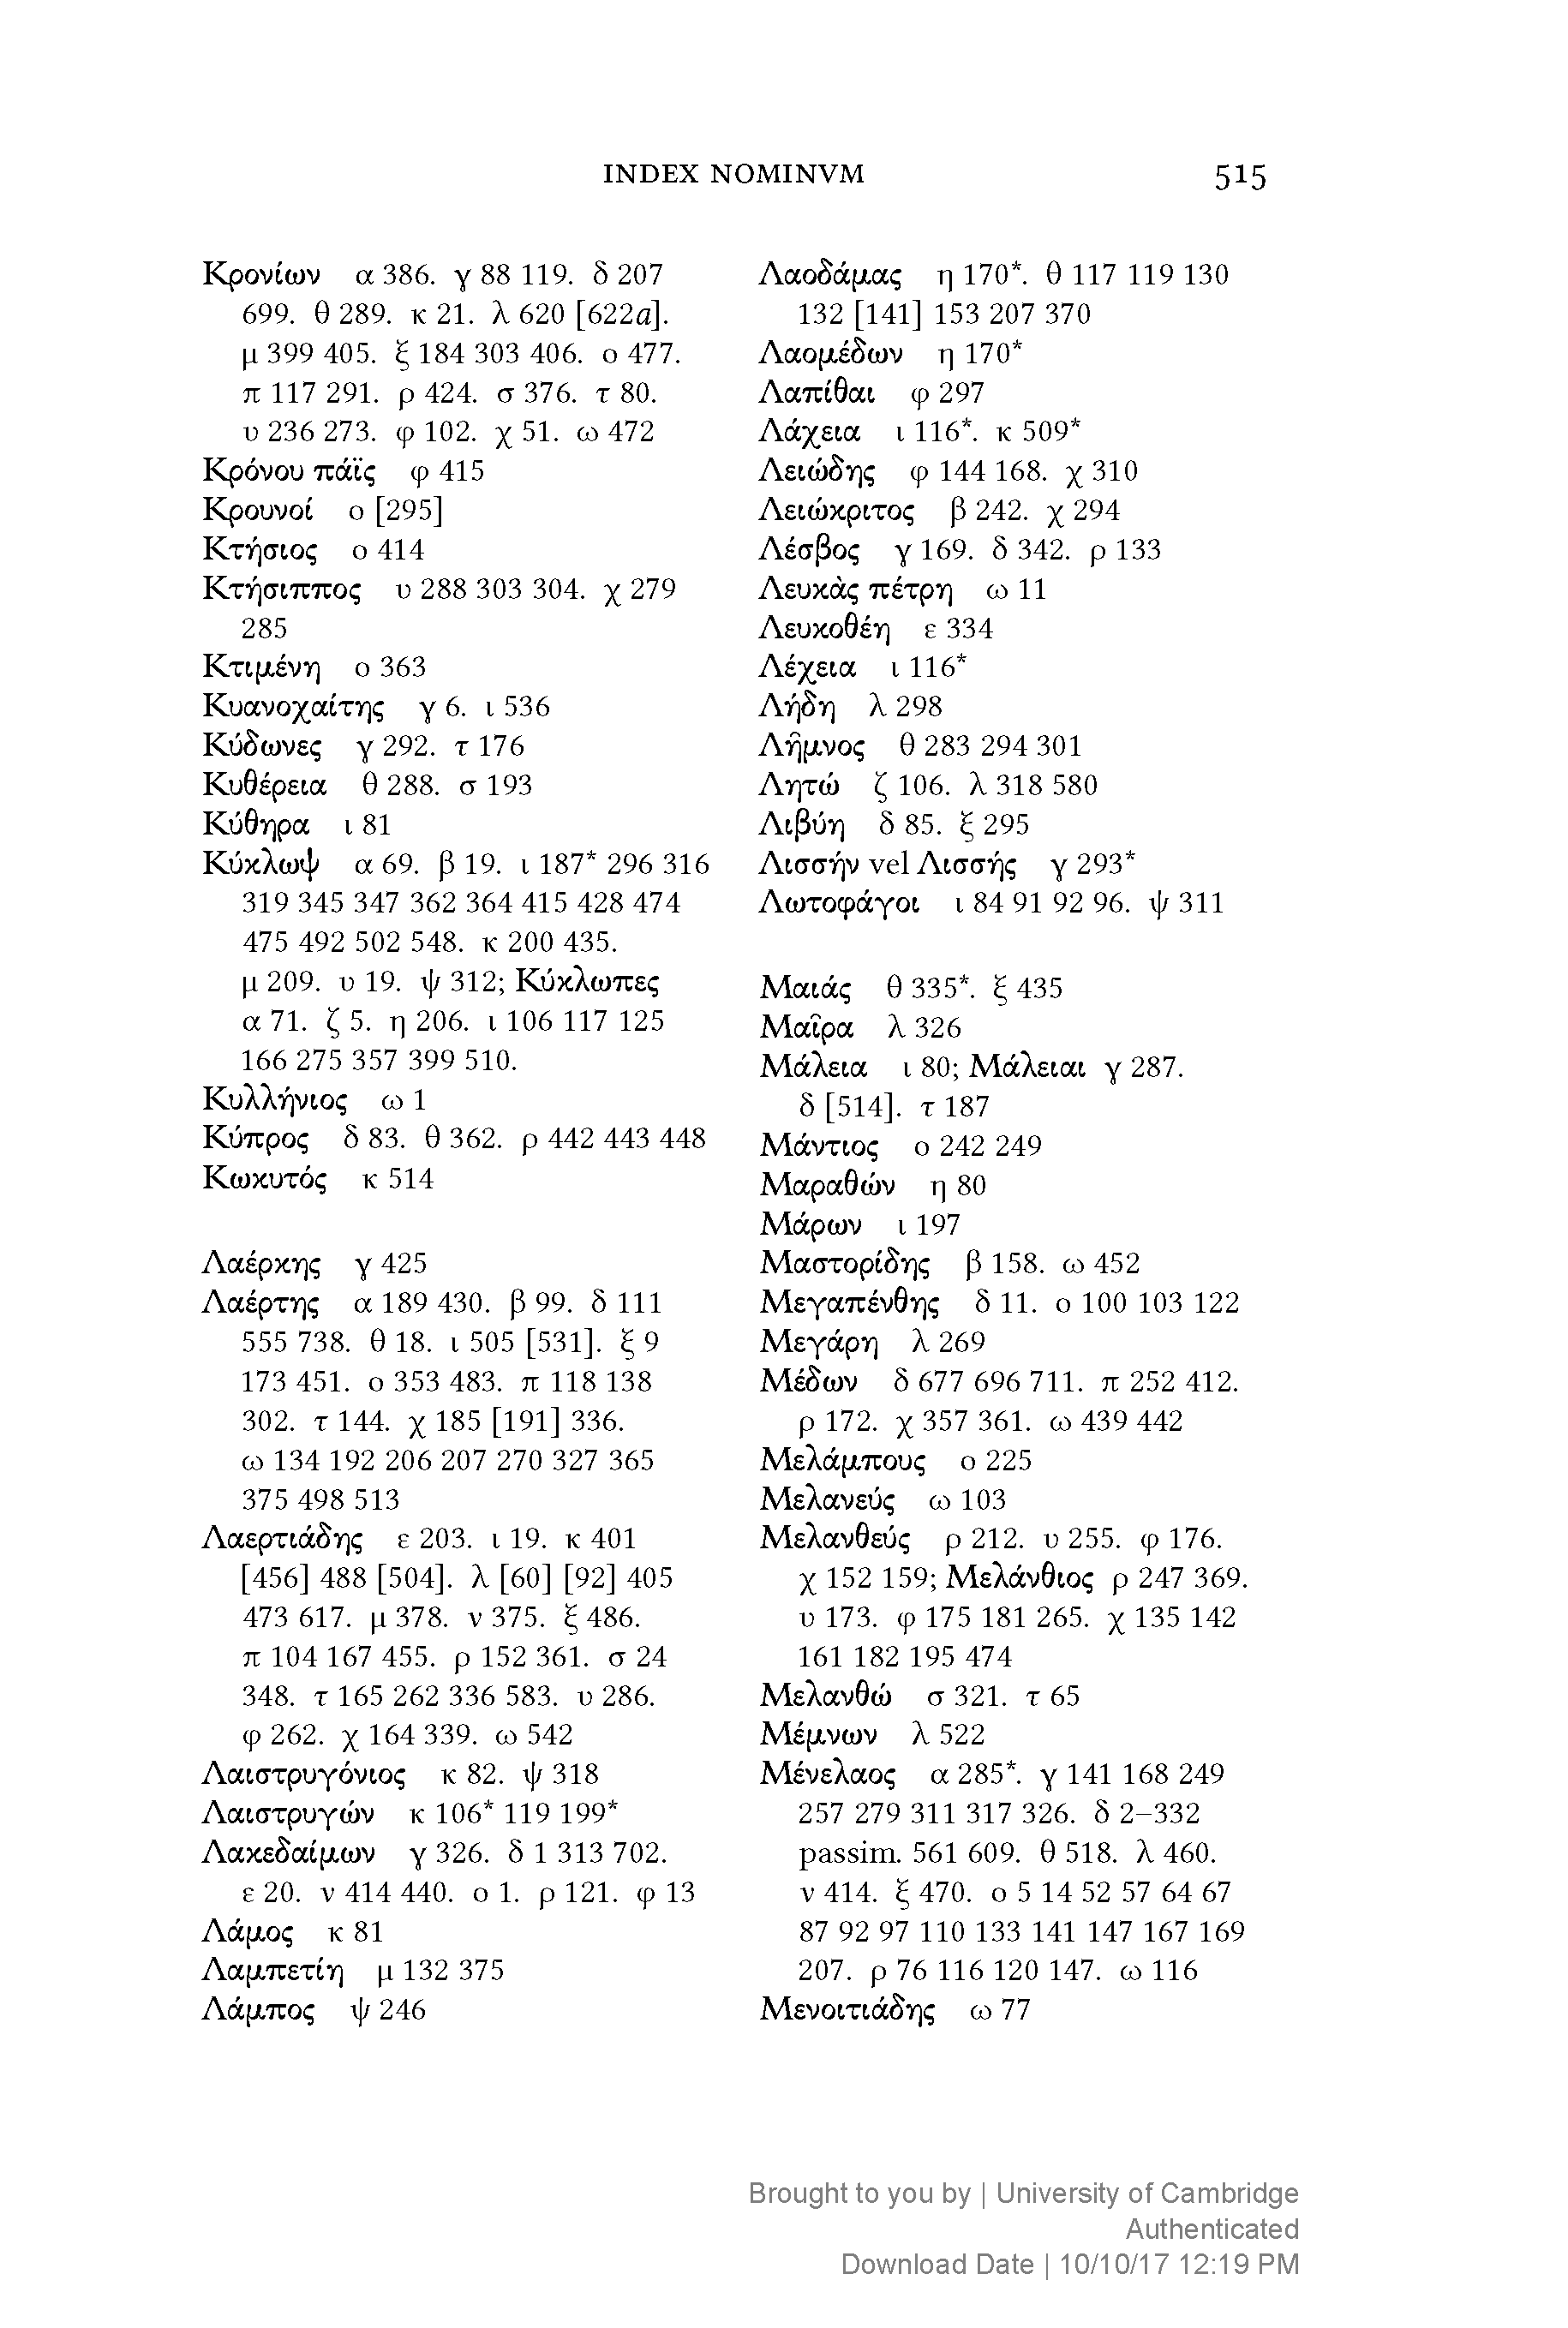 INDEX NOMINVM 515
Κρονίων α 386. γ 88 119. δ 207
699. θ 289. κ 21. λ 620 [622a].
μ 399 405. ξ 184 303 406. ο 477.
π 117 291. ρ 424. σ 376. τ 80.
υ 236 273. φ 102. χ 51. ω 472
Κρόνου πάϊς φ 415
Κρουνοί ο [295]
Κτήσιος ο 414
Κτήσιππος υ 288 303 304. χ 279
285
Κτιμένη ο 363
Κυανοχαίτης γ 6. ι 536
Κύδωνες γ 292. τ 176
Κυθέρεια θ 288. σ 193
Κύθηρα ι 81
Κύκλωψ α 69. β 19. ι 187* 296 316
319 345 347 362 364 415 428 474
475 492 502 548. κ 200 435.
μ 209. υ 19. ψ 312; Κύκλωπες
α 71. ζ 5. η 206. ι 106 117 125
166 275 357 399 510.
Κυλλήνιος ω 1
Κύπρος δ 83. θ 362. ρ 442 443 448
Κωκυτός κ 514
Λαέρκης γ 425
Λαέρτης α 189 430. β 99. δ 111
555 738. θ 18. ι 505 [531]. ξ 9
173 451. ο 353 483. π 118 138
302. τ 144. χ 185 [191] 336.
ω 134 192 206 207 270 327 365
375 498 513
Λαερτιάδης ε 203. ι 19. κ 401
[456] 488 [504]. λ [60] [92] 405
473 617. μ 378. ν 375. ξ 486.
π 104 167 455. ρ 152 361. σ 24
348. τ 165 262 336 583. υ 286.
φ 262. χ 164 339. ω 542
Λαιστρυγόνιος κ 82. ψ 318
Λαιστρυγών κ 106* 119 199*
Λακεδαίμων γ 326. δ 1 313 702.
ε 20. ν 414 440. ο 1. ρ 121. φ 13
Λάμος κ 81
Λαμπετίη μ 132 375
Λάμπος ψ 246
Λαοδάμας η 170*. θ 117 119 130
132 [141] 153 207 370
Λαομέδων η 170*
Λαπίθαι φ 297
Λάχεια ι 116*. κ 509*
Λειώδης φ 144 168. χ 310
Λειώκριτος β 242. χ 294
Λέσβος γ 169. δ 342. ρ 133
Λευκὰς πέτρη ω 11
Λευκοθέη ε 334
Λέχεια ι 116*
Λήδη λ 298
Λῆμνος θ 283 294 301
Λητώ ζ 106. λ 318 580
Λιβύη δ 85. ξ 295
Λισσήν vel Λισσής γ 293*
Λωτοφάγοι ι 84 91 92 96. ψ 311
Μαιάς θ 335*. ξ 435
Μαῖρα λ 326
Μάλεια ι 80; Μάλειαι γ 287.
δ [514]. τ 187
Μάντιος ο 242 249
Μαραθών η 80
Μάρων ι 197
Μαστορίδης β 158. ω 452
Μεγαπένθης δ 11. ο 100 103 122
Μεγάρη λ 269
Μέδων δ 677 696 711. π 252 412.
ρ 172. χ 357 361. ω 439 442
Μελάμπους ο 225
Μελανεύς ω 103
Μελανθεύς ρ 212. υ 255. φ 176.
χ 152 159; Μελάνθιος ρ 247 369.
υ 173. φ 175 181 265. χ 135 142
161 182 195 474
Μελανθώ σ 321. τ 65
Μέμνων λ 522
Μένελαος α 285*. γ 141 168 249
257 279 311 317 326. δ 2–332
passim. 561 609. θ 518. λ 460.
ν 414. ξ 470. ο 5 14 52 57 64 67
87 92 97 110 133 141 147 167 169
207. ρ 76 116 120 147. ω 116
Μενοιτιάδης ω 77
Brought to you by | University of Cambridge
Authenticated
Download Date | 10/10/17 12:19 PM